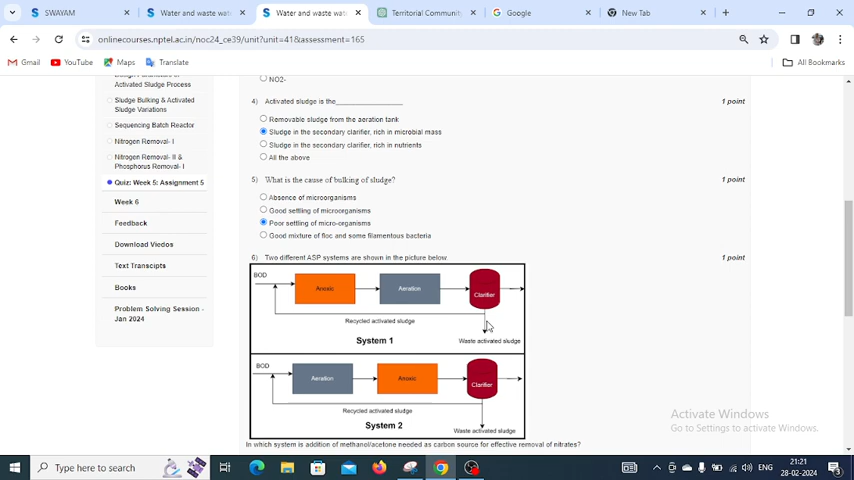 SWAYAM
Water and waste wat
Water and waste wate
Territorial Community
Google
New Tab
onlinecourses.nptel.ac.in/noc24_ce39/unit?unit=41&assessment=165
Gmail
YouTube
Maps
Translate
All Bookmarks
Activated Sludge Process
Sludge Bulking & Activated
Sludge Variations
Sequencing Batch Reactor
Nitrogen Removal- I
Nitrogen Removal- II &
Phosphorus Removal- I
Quiz: Week 5: Assignment 5
Week 6
Feedback
Download Viedos
Text Transcipts
Books
Problem Solving Session -
Jan 2024
NO2-
4) Activated sludge is the_______________ 1 point
Removable sludge from the aeration tank
Sludge in the secondary clarifier, rich in microbial mass
Sludge in the secondary clarifier, rich in nutrients
All the above
5) What is the cause of bulking of sludge? 1 point
Absence of microorganisms
Good settling of microorganisms
Poor settling of micro-organisms
Good mixture of floc and some filamentous bacteria
6) Two different ASP systems are shown in the picture below. 1 point
BOD
Anoxic
Aeration
Clarifier
Recycled activated sludge
System 1
Waste activated sludge
BOD
Aeration
Anoxic
Clarifier
Recycled activated sludge
System 2
Waste activated sludge
In which system is addition of methanol/acetone needed as carbon source for effective removal of nitrates?
Activate Windows
Go to Settings to activate Windows.
Type here to search
ENG
21:21
28-02-2024
3